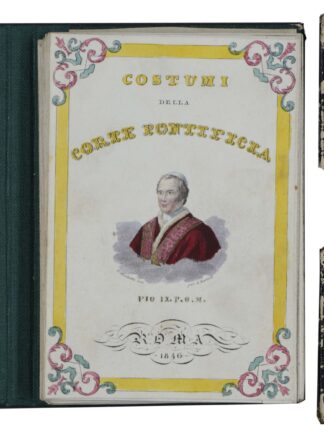 COSTUMI
DELLA
CORTE PONTIFICIA
PIO IX. P. O. M.
ROMA
1846